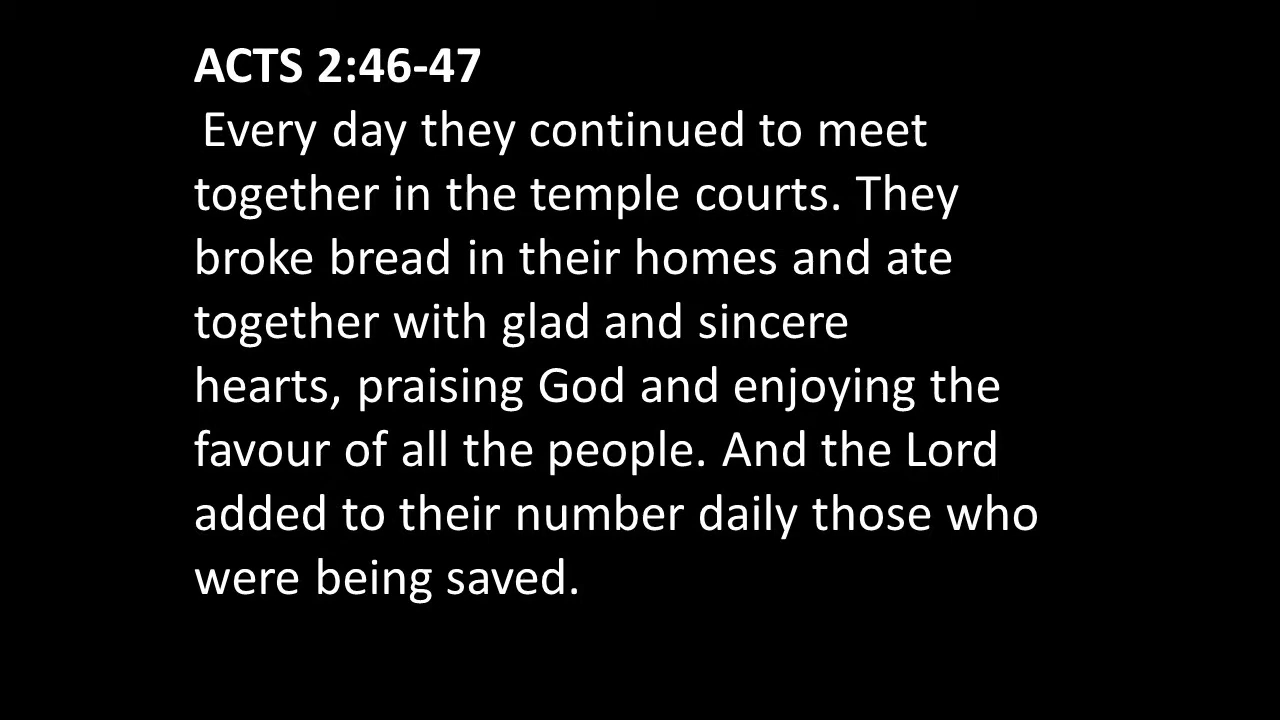 ACTS 2:46-47
Every day they continued to meet
together in the temple courts. They
broke bread in their homes and ate
together with glad and sincere
hearts, praising God and enjoying the
favour of all the people. And the Lord
added to their number daily those who
were being saved.